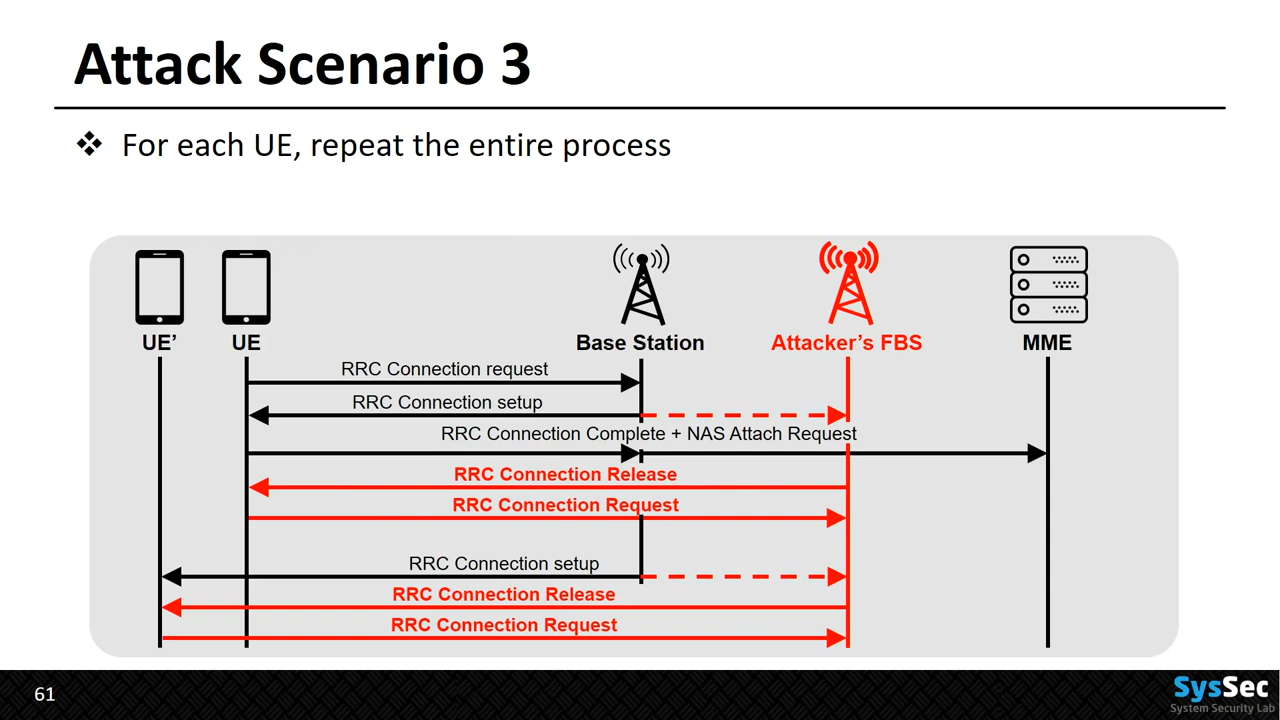 Attack Scenario 3
❖ For each UE, repeat the entire process
UE’ UE Base Station Attacker’s FBS MME
RRC Connection request
RRC Connection setup
RRC Connection Complete + NAS Attach Request
RRC Connection Release
RRC Connection Request
RRC Connection setup
RRC Connection Release
RRC Connection Request
61
SysSec
System Security Lab